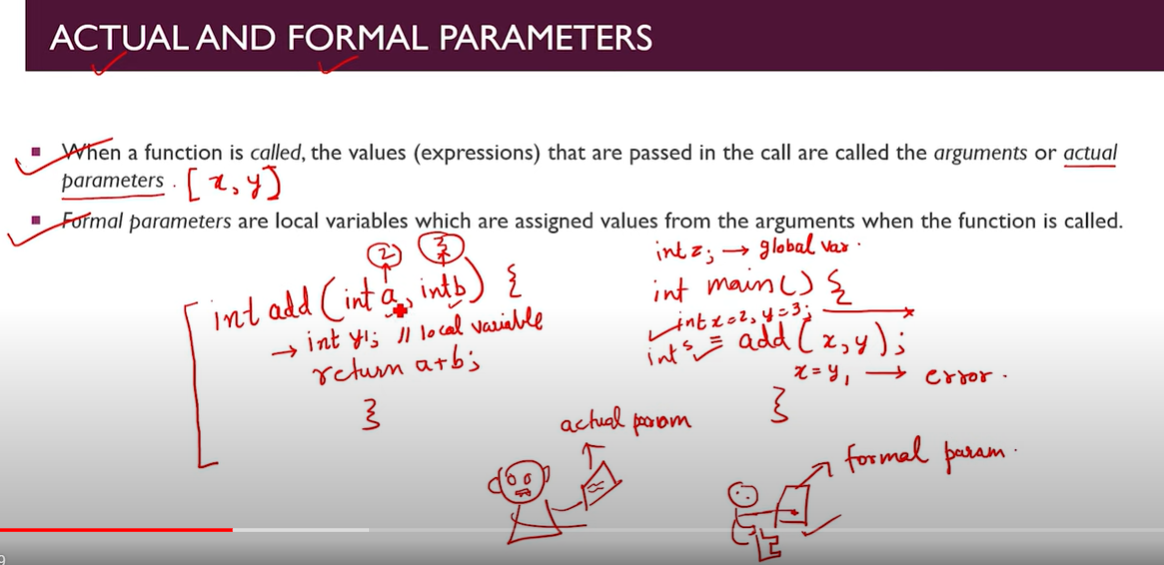 ACTUAL AND FORMAL PARAMETERS
When a function is called, the values (expressions) that are passed in the call are called the arguments or actual
parameters . [x, y]
Formal parameters are local variables which are assigned values from the arguments when the function is called.
2 3
int add (int a, int b) {
→ int y1; // local variable
return a+b;
}
int z; → global var.
int main() {
int x=2, y=3;
int s = add(x,y);
x = y1 → error.
}
actual param
formal param.
9